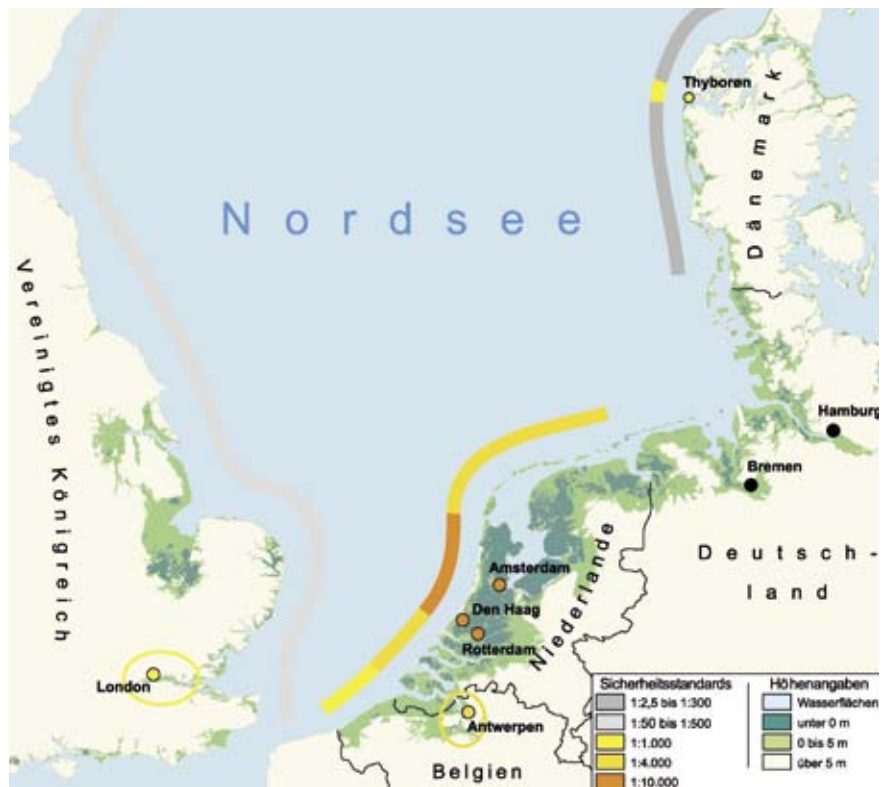 Thyborøn
Dänemark
Nordsee
Vereinigtes Königreich
Hamburg
Bremen
Deutsch-
land
Amsterdam
Den Haag
Rotterdam
Niederlande
London
Antwerpen
Belgien
Sicherheitsstandards
1:2,5 bis 1:300
1:50 bis 1:500
1:1.000
1:4.000
1:10.000
Höhenangaben
Wasserflächen
unter 0 m
0 bis 5 m
über 5 m